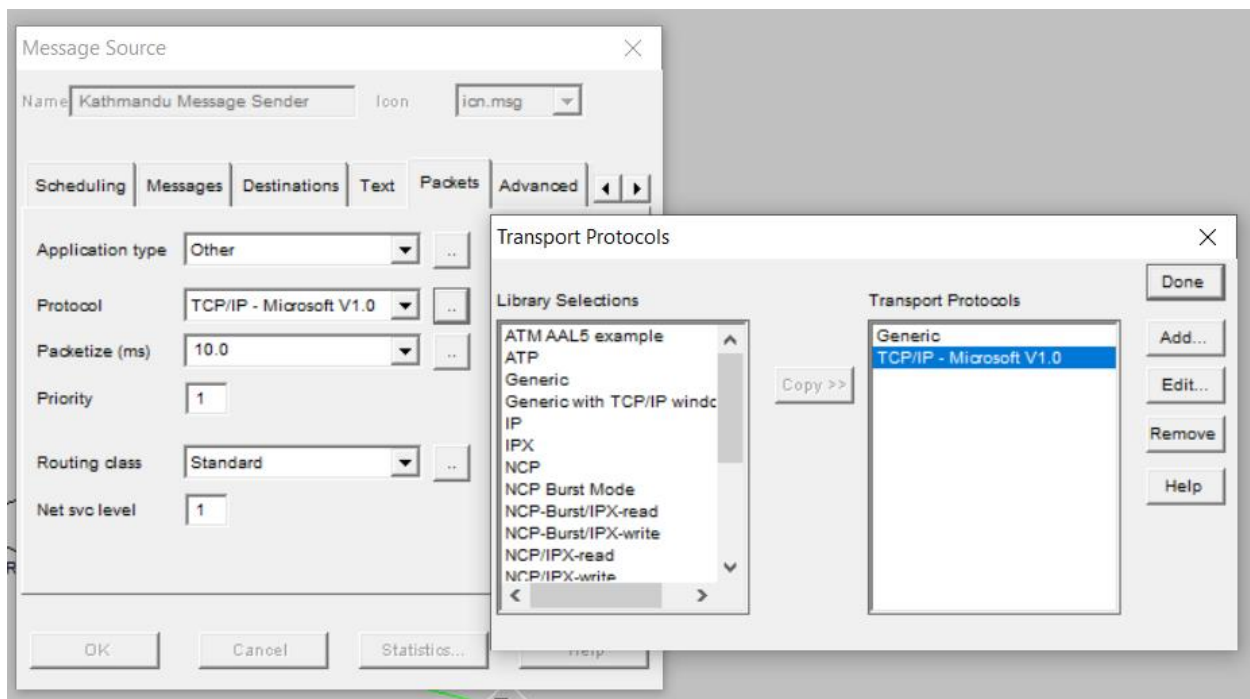 Message Source
Name Kathmandu Message Sender Icon icn.msg
Scheduling Messages Destinations Text Packets Advanced
Application type Other ..
Protocol TCP/IP - Microsoft V1.0 ..
Packetize (ms) 10.0 ..
Priority 1
Routing class Standard ..
Net svc level 1
OK Cancel Statistics... Help
Transport Protocols
Library Selections
ATM AAL5 example
ATP
Generic
Generic with TCP/IP windo
IP
IPX
NCP
NCP Burst Mode
NCP-Burst/IPX-read
NCP-Burst/IPX-write
NCP/IPX-read
NCP/IPX-write
Copy >>
Transport Protocols
Generic
TCP/IP - Microsoft V1.0
Done
Add...
Edit...
Remove
Help
R